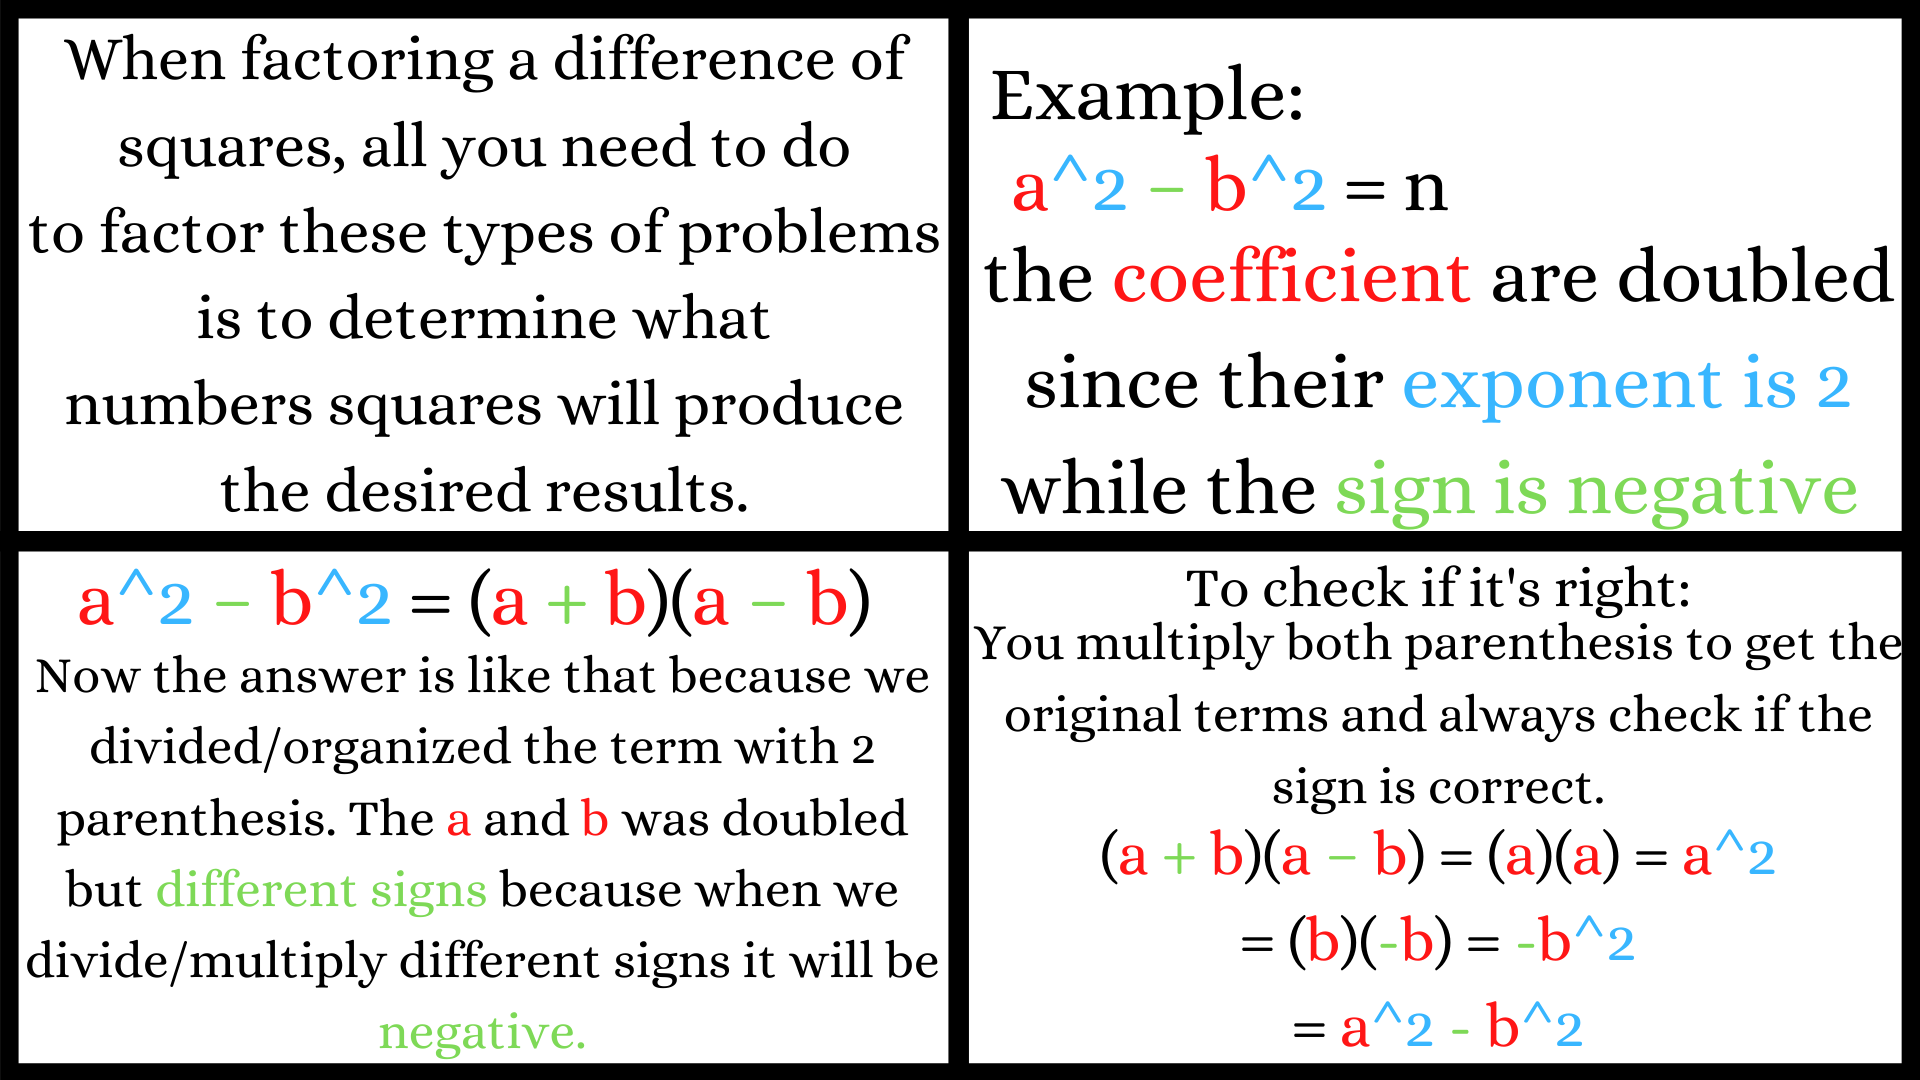 When factoring a difference of
squares, all you need to do
to factor these types of problems
is to determine what
numbers squares will produce
the desired results.
Example:
a^2 – b^2 = n
the coefficient are doubled
since their exponent is 2
while the sign is negative
a^2 – b^2 = (a + b)(a – b)
Now the answer is like that because we
divided/organized the term with 2
parenthesis. The a and b was doubled
but different signs because when we
divide/multiply different signs it will be
negative.
To check if it's right:
You multiply both parenthesis to get the
original terms and always check if the
sign is correct.
(a + b)(a – b) = (a)(a) = a^2
= (b)(-b) = -b^2
= a^2 - b^2